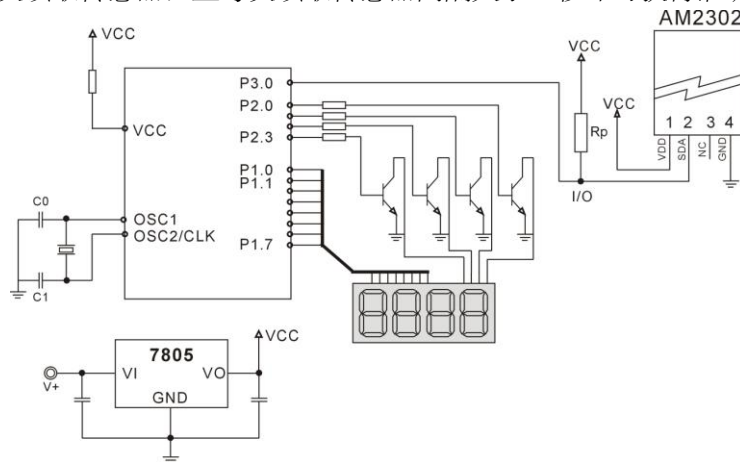 AM2302
VCC
VCC
VCC
P3.0
P2.0
P2.3
P1.0
P1.1
P1.7
VCC
OSC1
OSC2/CLK
C0
C1
Rp
I/O
1 2 3 4
VDD
SDA
NC
GND
7805
VI
VO
GND
V+
VCC